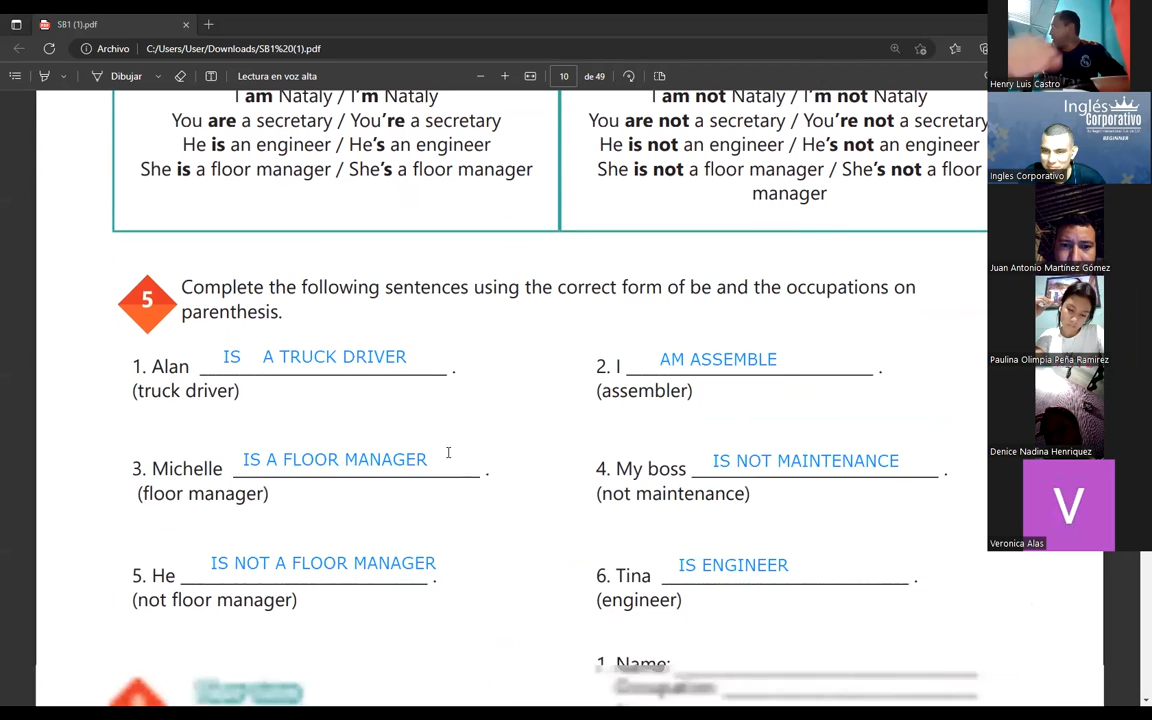 SB1 (1).pdf
Archivo
C:/Users/User/Downloads/SB1%20(1).pdf
Dibujar
Lectura en voz alta
10
de 49
I am Nataly / I'm Nataly
You are a secretary / You're a secretary
He is an engineer / He's an engineer
She is a floor manager / She's a floor manager
I am not Nataly / I'm not Nataly
You are not a secretary / You're not a secretary
He is not an engineer / He's not an engineer
She is not a floor manager / She's not a floor
manager
5
Complete the following sentences using the correct form of be and the occupations on
parenthesis.
1. Alan IS A TRUCK DRIVER .
(truck driver)
2. I AM ASSEMBLE .
(assembler)
3. Michelle IS A FLOOR MANAGER .
(floor manager)
4. My boss IS NOT MAINTENANCE .
(not maintenance)
5. He IS NOT A FLOOR MANAGER .
(not floor manager)
6. Tina IS ENGINEER .
(engineer)
1. Name:
Occupation:
Henry Luis Castro
Inglés
Corporativo
BEGINNER
Ingles Corporativo
Juan Antonio Martínez Gómez
Paulina Olimpia Peña Ramirez
Denice Nadina Henriquez
V
Veronica Alas